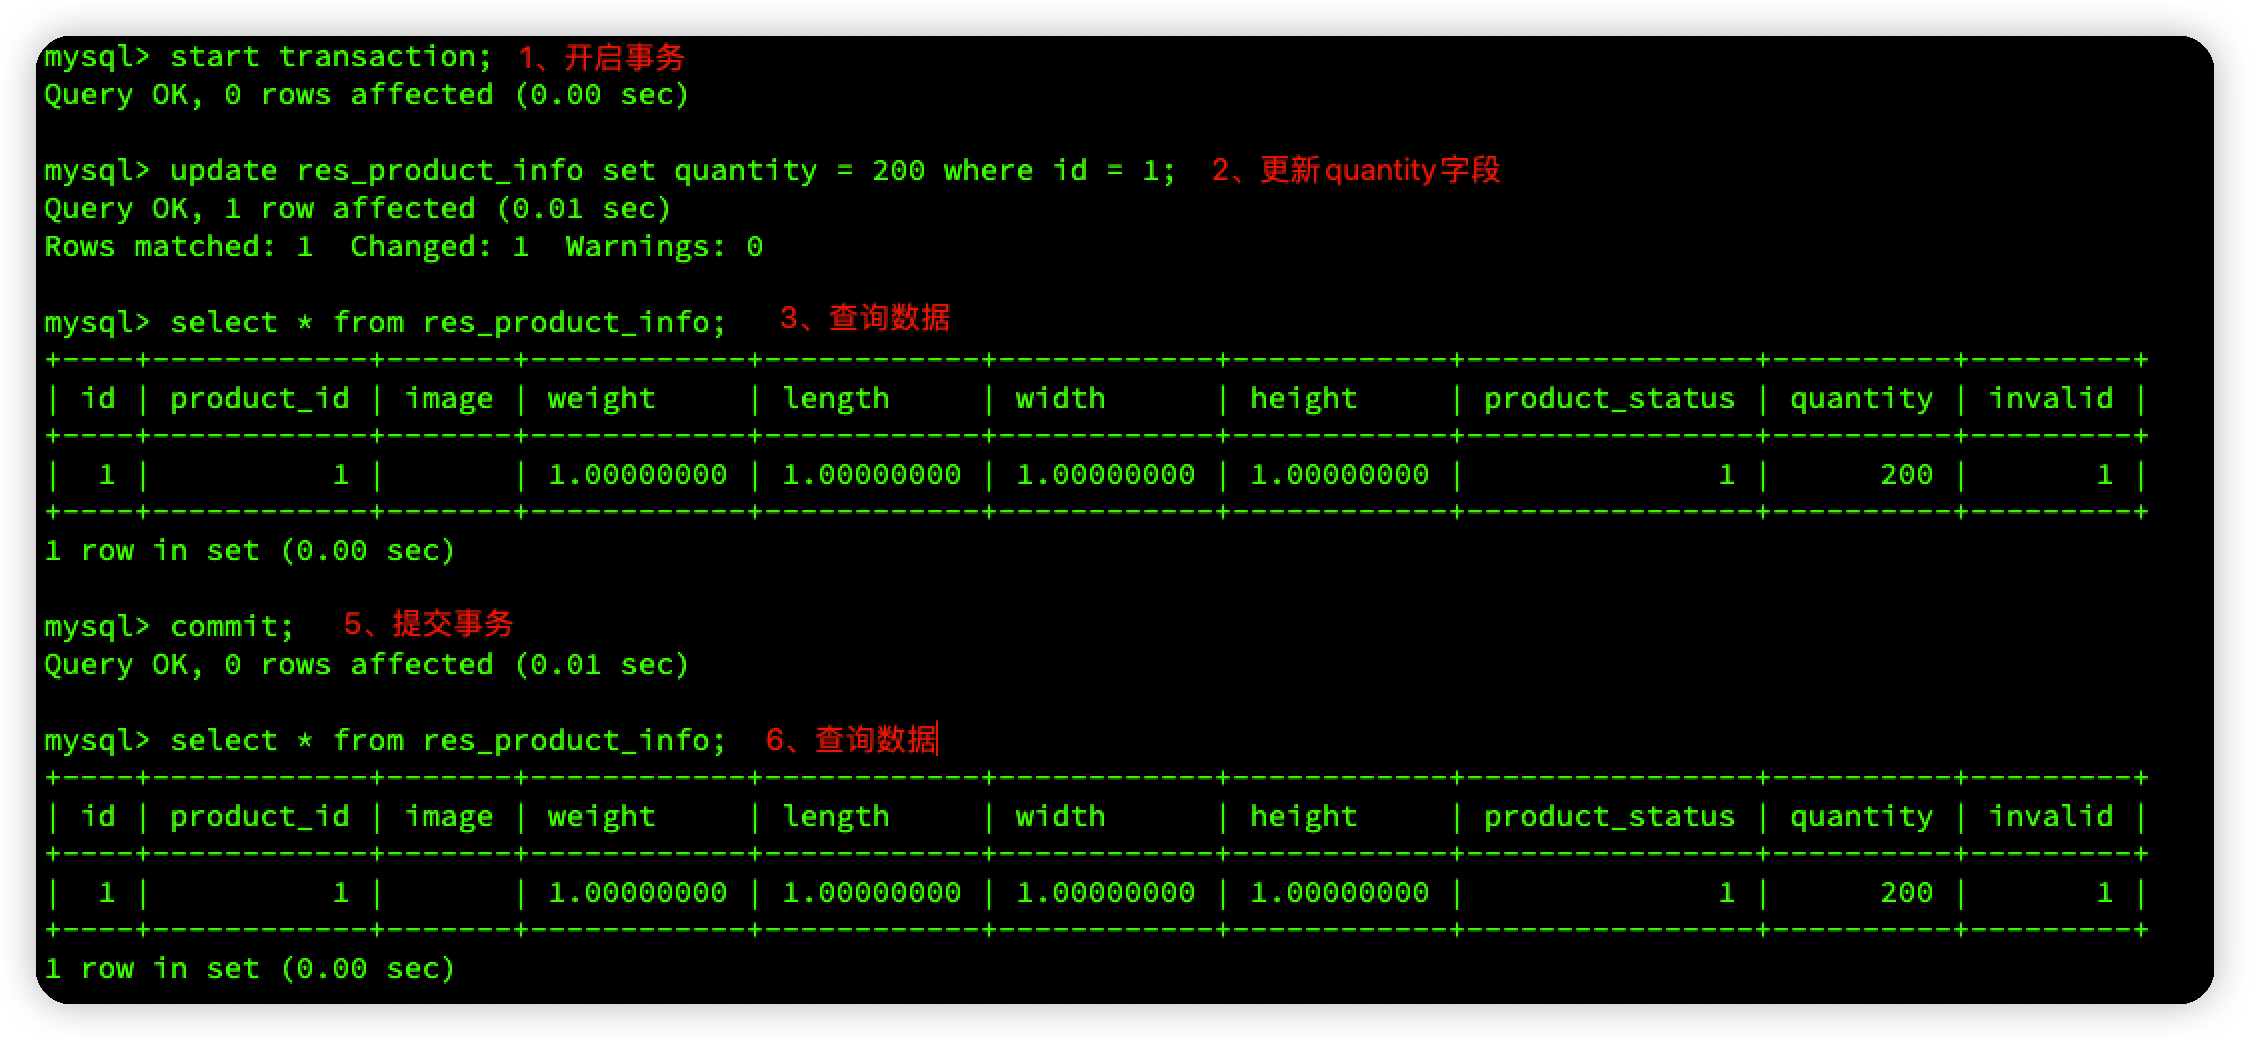 mysql> start transaction; 1、开启事务
Query OK, 0 rows affected (0.00 sec)
mysql> update res_product_info set quantity = 200 where id = 1; 2、更新quantity字段
Query OK, 1 row affected (0.01 sec)
Rows matched: 1  Changed: 1  Warnings: 0
mysql> select * from res_product_info; 3、查询数据
+----+------------+-------+------------+------------+------------+------------+----------------+----------+---------+
| id | product_id | image | weight     | length     | width      | height     | product_status | quantity | invalid |
+----+------------+-------+------------+------------+------------+------------+----------------+----------+---------+
|  1 |          1 |       | 1.00000000 | 1.00000000 | 1.00000000 | 1.00000000 |              1 |      200 |       1 |
+----+------------+-------+------------+------------+------------+------------+----------------+----------+---------+
1 row in set (0.00 sec)
mysql> commit; 5、提交事务
Query OK, 0 rows affected (0.01 sec)
mysql> select * from res_product_info; 6、查询数据
+----+------------+-------+------------+------------+------------+------------+----------------+----------+---------+
| id | product_id | image | weight     | length     | width      | height     | product_status | quantity | invalid |
+----+------------+-------+------------+------------+------------+------------+----------------+----------+---------+
|  1 |          1 |       | 1.00000000 | 1.00000000 | 1.00000000 | 1.00000000 |              1 |      200 |       1 |
+----+------------+-------+------------+------------+------------+------------+----------------+----------+---------+
1 row in set (0.00 sec)